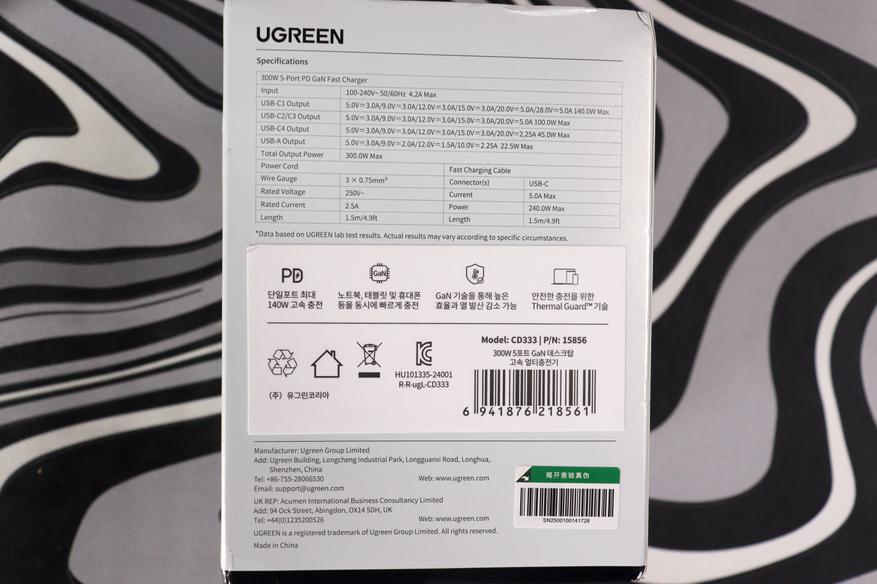 UGREEN
Specifications
300W 5-Port PD GaN Fast Charger
Input 100-240V~ 50/60Hz 4.2A Max
USB-C1 Output 5.0V=3.0A/9.0V=3.0A/12.0V=3.0A/15.0V=3.0A/20.0V=5.0A/28.0V=5.0A 140.0W Max
USB-C2/C3 Output 5.0V=3.0A/9.0V=3.0A/12.0V=3.0A/15.0V=3.0A/20.0V=5.0A 100.0W Max
USB-C4 Output 5.0V=3.0A/9.0V=3.0A/12.0V=3.0A/15.0V=3.0A/20.0V=2.25A 45.0W Max
USB-A Output 5.0V=3.0A/9.0V=2.0A/12.0V=1.5A/10.0V=2.25A 22.5W Max
Total Output Power 300.0W Max
Power Cord Fast Charging Cable
Wire Gauge 3 × 0.75mm² Connector(s) USB-C
Rated Voltage 250V~ Current 5.0A Max
Rated Current 2.5A Power 240.0W Max
Length 1.5m/4.9ft Length 1.5m/4.9ft
*Data based on UGREEN lab test results. Actual results may vary according to specific circumstances.
PD GaN
단일포트 최대 노트북, 태블릿 및 휴대폰 GaN 기술을 통해 높은 안전한 충전을 위한
140W 고속 충전 등을 동시에 빠르게 충전 효율과 열 발산 감소 가능 Thermal Guard™ 기술
Model: CD333 | P/N: 15856
300W 5포트 GaN 데스크탑
고속 멀티충전기
HU101335-24001
R-R-ugL-CD333
(주) 유그린코리아
6 941876 218561
Manufacturer: Ugreen Group Limited
Add: Ugreen Building, Longcheng Industrial Park, Longguanxi Road, Longhua,
Shenzhen, China
Tel: +86-755-28066530 Web: www.ugreen.com
Email: support@ugreen.com
UK REP: Acumen International Business Consultancy Limited
Add: 94 Ock Street, Abingdon, OX14 5DH, UK
Tel: +44(0)1235200526 Web: www.ugreen.com
UGREEN is a registered trademark of Ugreen Group Limited. All rights reserved.
Made in China
揭开查验真伪
SN2500100141728